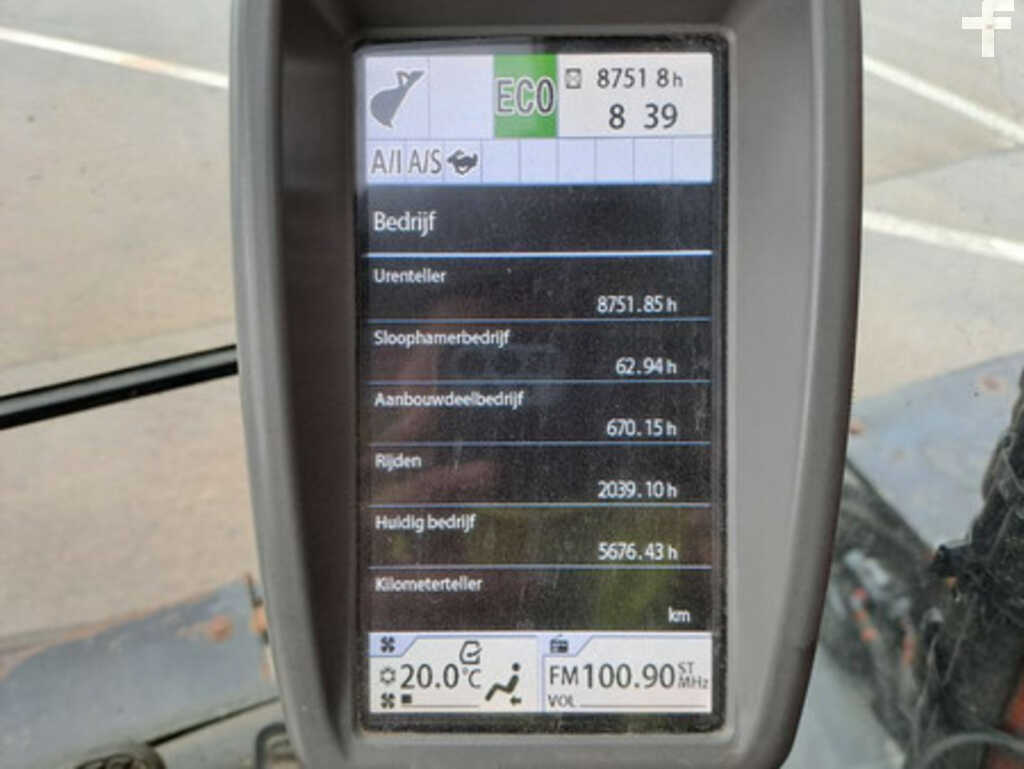 ECO
8751 8h
8 39
A/I A/S
Bedrijf
Urenteller
8751.85 h
Sloophamerbedrijf
62.94 h
Aanbouwdeelbedrijf
670.15 h
Rijden
2039.10 h
Huidig bedrijf
5676.43 h
Kilometerteller
km
20.0°C
FM 100.90 ST MHz
VOL
f